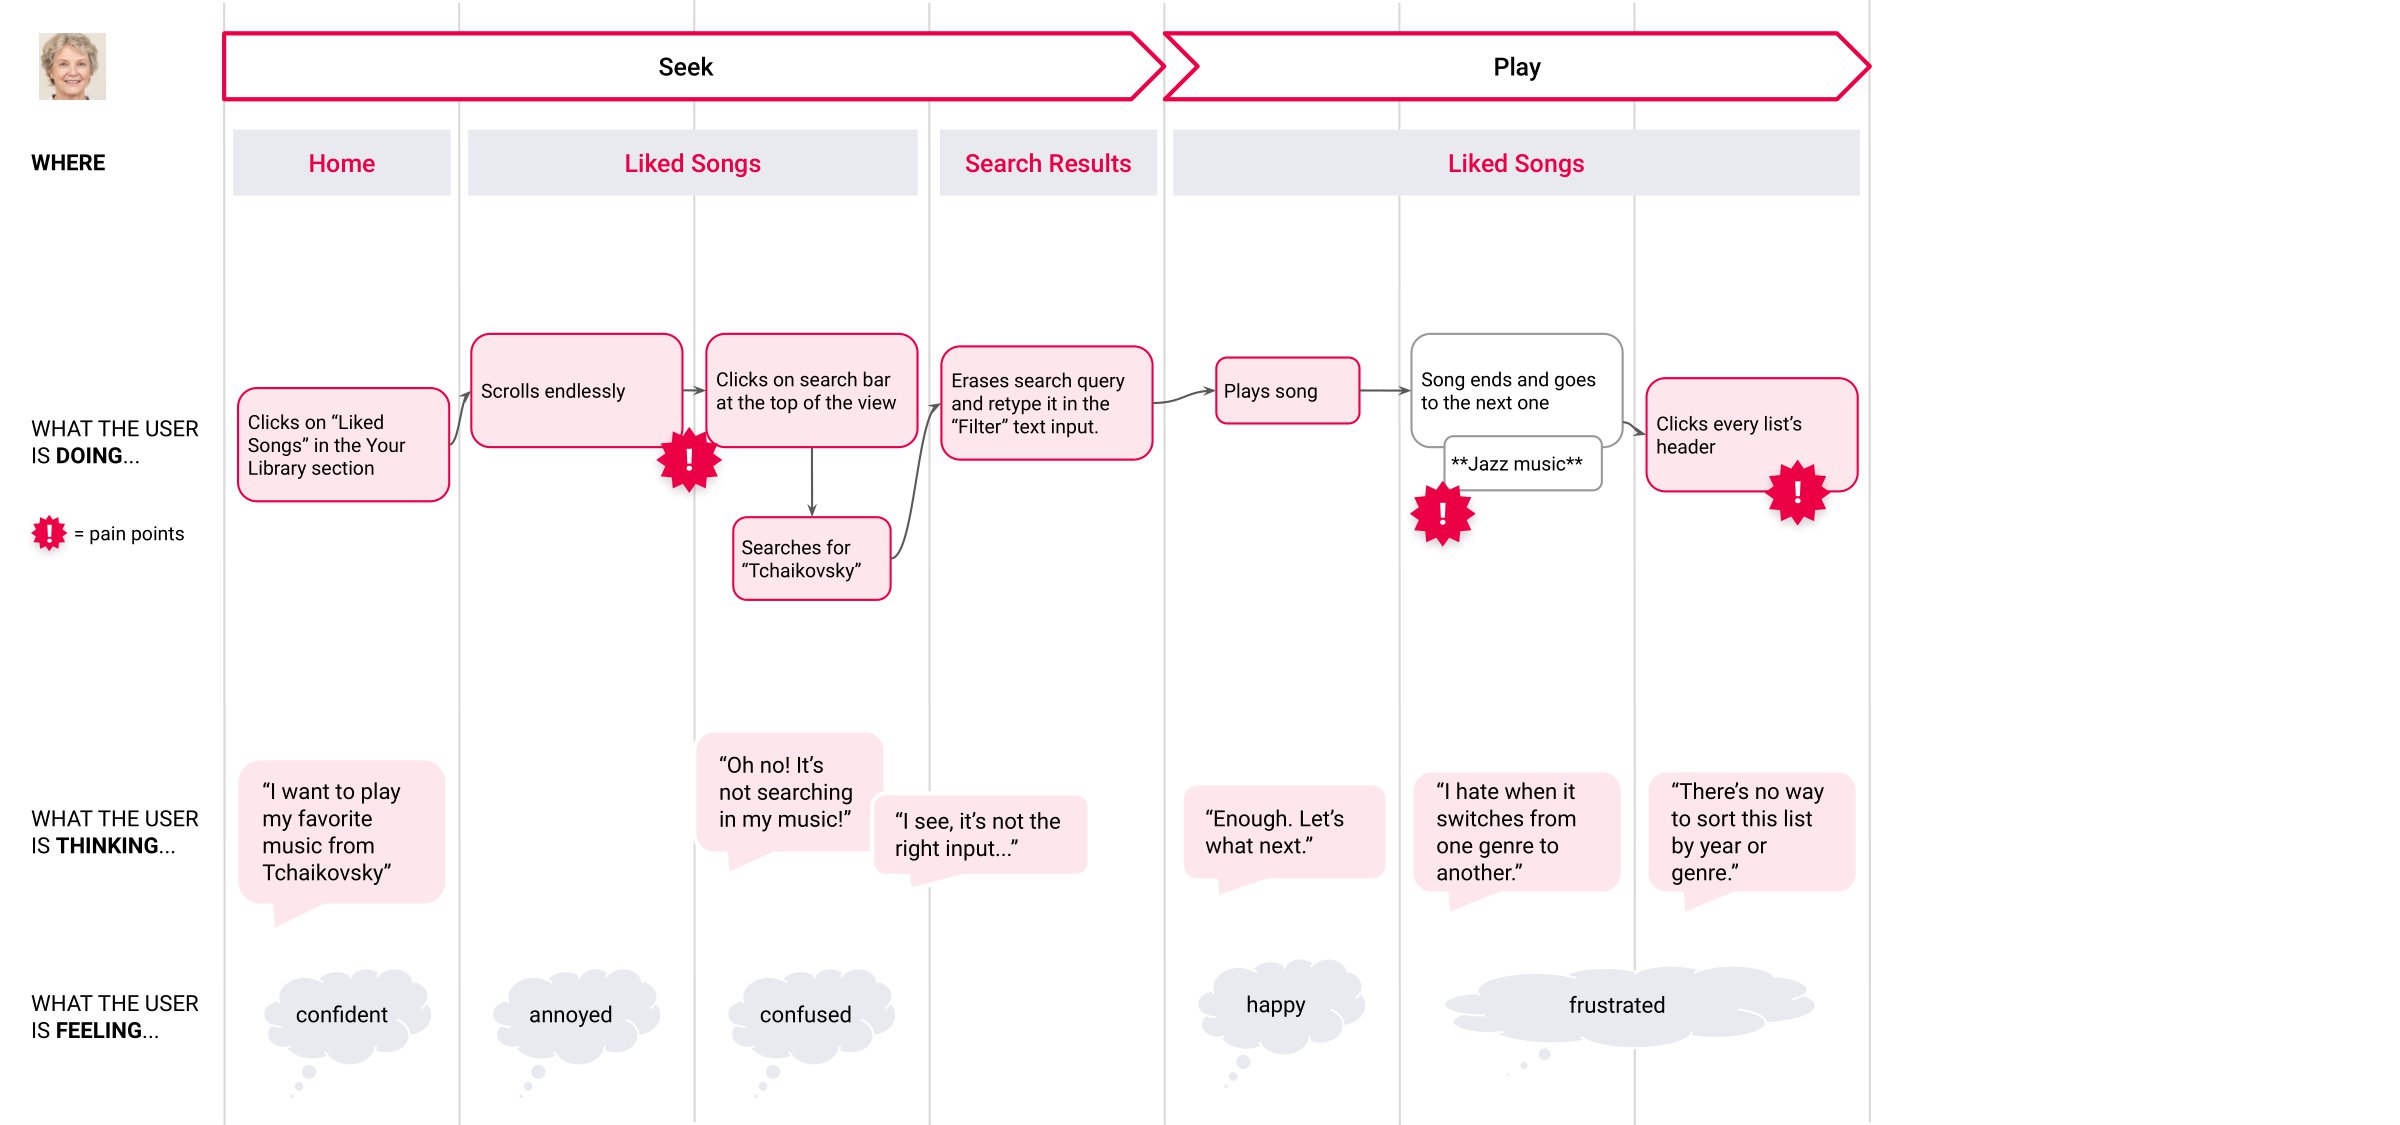 Seek
Play
WHERE
Home
Liked Songs
Search Results
Liked Songs
WHAT THE USER
IS DOING...
! = pain points
Clicks on “Liked
Songs” in the Your
Library section
Scrolls endlessly
!
Clicks on search bar
at the top of the view
Searches for
“Tchaikovsky”
Erases search query
and retype it in the
“Filter” text input.
Plays song
Song ends and goes
to the next one
**Jazz music**
!
Clicks every list’s
header
!
WHAT THE USER
IS THINKING...
“I want to play
my favorite
music from
Tchaikovsky”
“Oh no! It’s
not searching
in my music!”
“I see, it’s not the
right input...”
“Enough. Let’s
what next.”
“I hate when it
switches from
one genre to
another.”
“There’s no way
to sort this list
by year or
genre.”
WHAT THE USER
IS FEELING...
confident
annoyed
confused
happy
frustrated